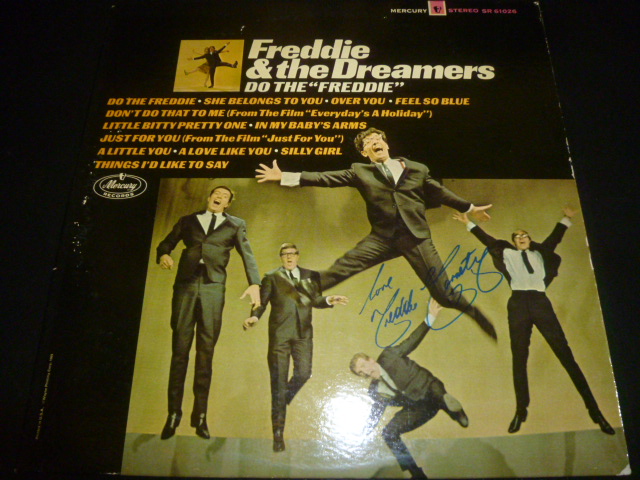 MERCURY STEREO SR 61026
Freddie
& the Dreamers
DO THE "FREDDIE"
DO THE FREDDIE • SHE BELONGS TO YOU • OVER YOU • FEEL SO BLUE
DON'T DO THAT TO ME (From The Film "Everyday's A Holiday")
LITTLE BITTY PRETTY ONE • IN MY BABY'S ARMS
JUST FOR YOU (From The Film "Just For You")
A LITTLE YOU • A LOVE LIKE YOU • SILLY GIRL
THINGS I'D LIKE TO SAY
Mercury
RECORDS
Love
Freddie Garrity